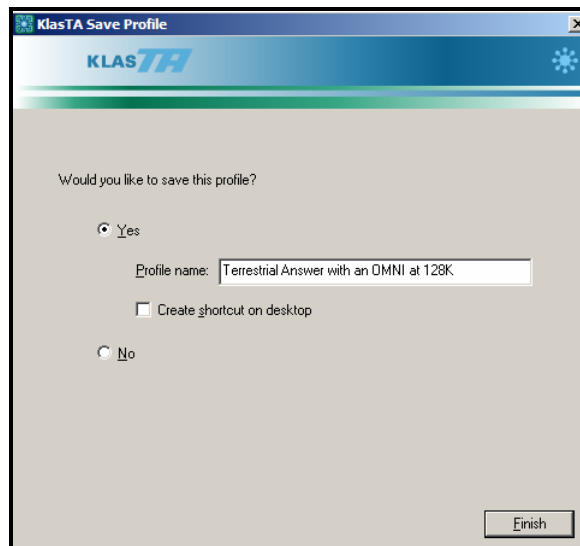 KlasTA Save Profile
KLASTA
Would you like to save this profile?
Yes
Profile name: Terrestrial Answer with an OMNI at 128K
Create shortcut on desktop
No
Finish